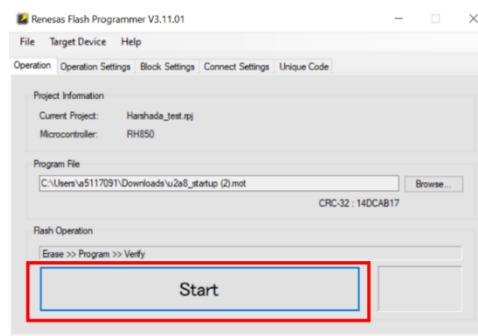 Renesas Flash Programmer V3.11.01
File Target Device Help
Operation Operation Settings Block Settings Connect Settings Unique Code
Project Information
Current Project: Harshada_test.rpj
Microcontroller: RH850
Program File
C:\Users\a5117091\Downloads\u2a8_startup (2).mot Browse...
CRC-32 : 14DCAB17
Flash Operation
Erase >> Program >> Verify
Start